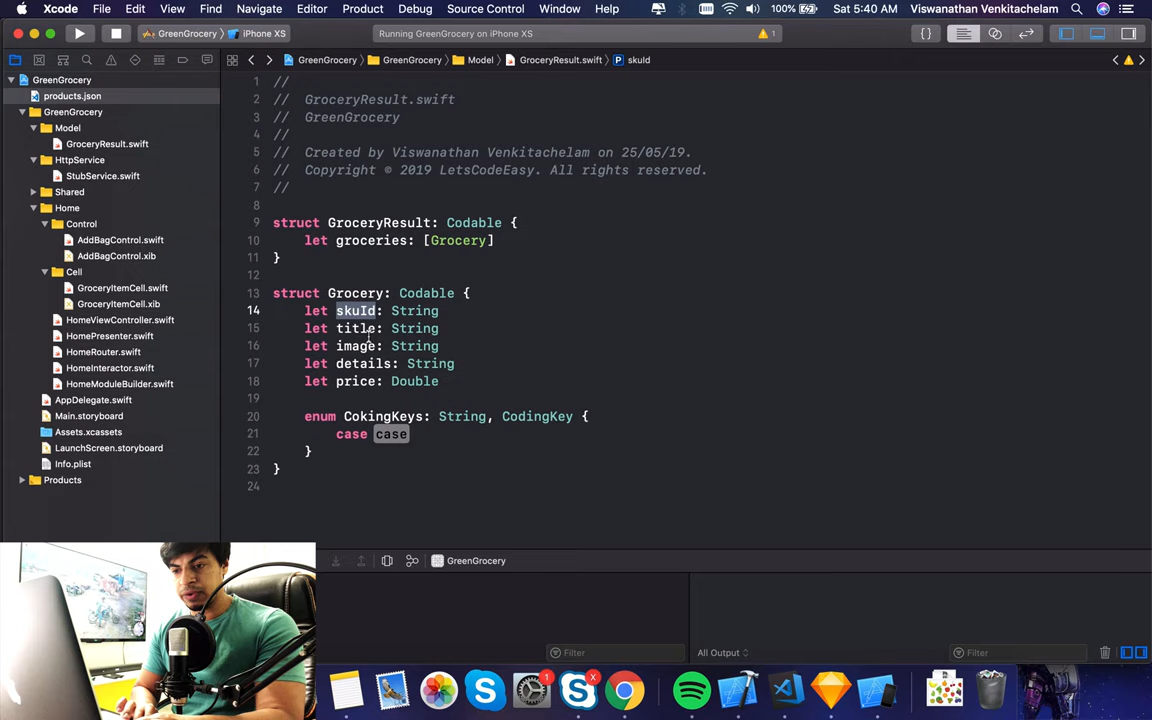 Xcode File Edit View Find Navigate Editor Product Debug Source Control Window Help 100% Sat 5:40 AM Viswanathan Venkitachelam
GreenGrocery iPhone XS Running GreenGrocery on iPhone XS 1
GreenGrocery GreenGrocery Model GroceryResult.swift P skuId
GreenGrocery
products.json
GreenGrocery
Model
GroceryResult.swift
HttpService
StubService.swift
Shared
Home
Control
AddBagControl.swift
AddBagControl.xib
Cell
GroceryItemCell.swift
GroceryItemCell.xib
HomeViewController.swift
HomePresenter.swift
HomeRouter.swift
HomeInteractor.swift
HomeModuleBuilder.swift
AppDelegate.swift
Main.storyboard
Assets.xcassets
LaunchScreen.storyboard
Info.plist
Products
1 //
2 // GroceryResult.swift
3 // GreenGrocery
4 //
5 // Created by Viswanathan Venkitachelam on 25/05/19.
6 // Copyright © 2019 LetsCodeEasy. All rights reserved.
7 //
8
9 struct GroceryResult: Codable {
10 let groceries: [Grocery]
11 }
12
13 struct Grocery: Codable {
14 let skuId: String
15 let title: String
16 let image: String
17 let details: String
18 let price: Double
19
20 enum CokingKeys: String, CodingKey {
21 case case
22 }
23 }
24
GreenGrocery
Filter All Output Filter
1 X